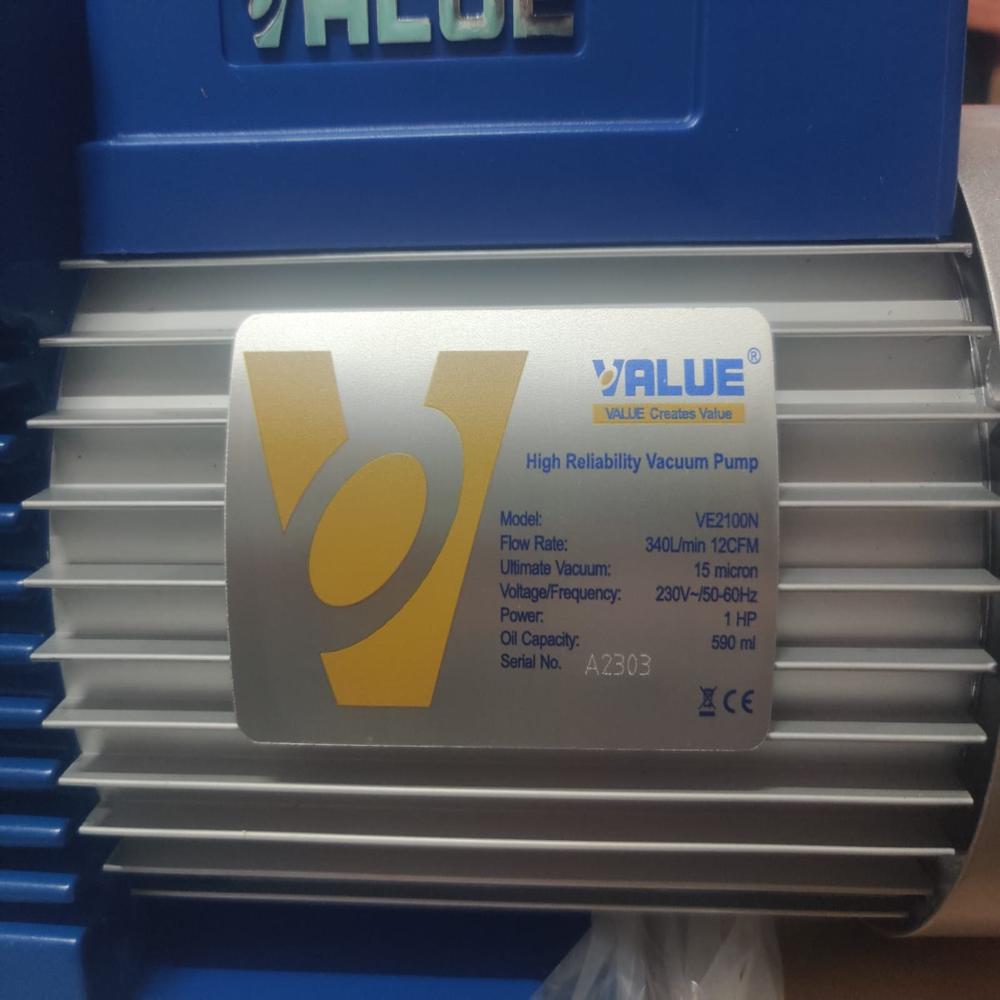 VALUE
VALUE®
VALUE Creates Value
High Reliability Vacuum Pump
Model: VE2100N
Flow Rate: 340L/min 12CFM
Ultimate Vacuum: 15 micron
Voltage/Frequency: 230V~/50-60Hz
Power: 1 HP
Oil Capacity: 590 ml
Serial No. A2303
CE